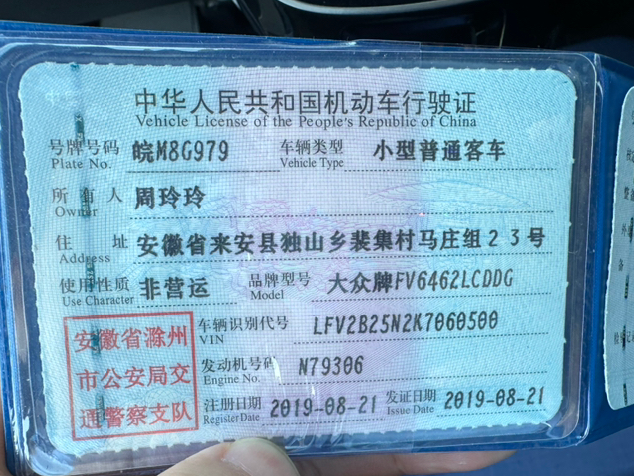 中华人民共和国机动车行驶证
Vehicle License of the People's Republic of China
号牌号码 皖M8G979 车辆类型 小型普通客车
Plate No. Vehicle Type
所有人 周玲玲
Owner
住址 安徽省来安县独山乡裴集村马庄组23号
Address
使用性质 非营运 品牌型号 大众牌FV6462LCDDG
Use Character Model
安徽省滁州
市公安局交
通警察支队
车辆识别代号 LFV2B25N2K7060500
VIN
发动机号码 N79306
Engine No.
注册日期 2019-08-21 发证日期 2019-08-21
Register Date Issue Date